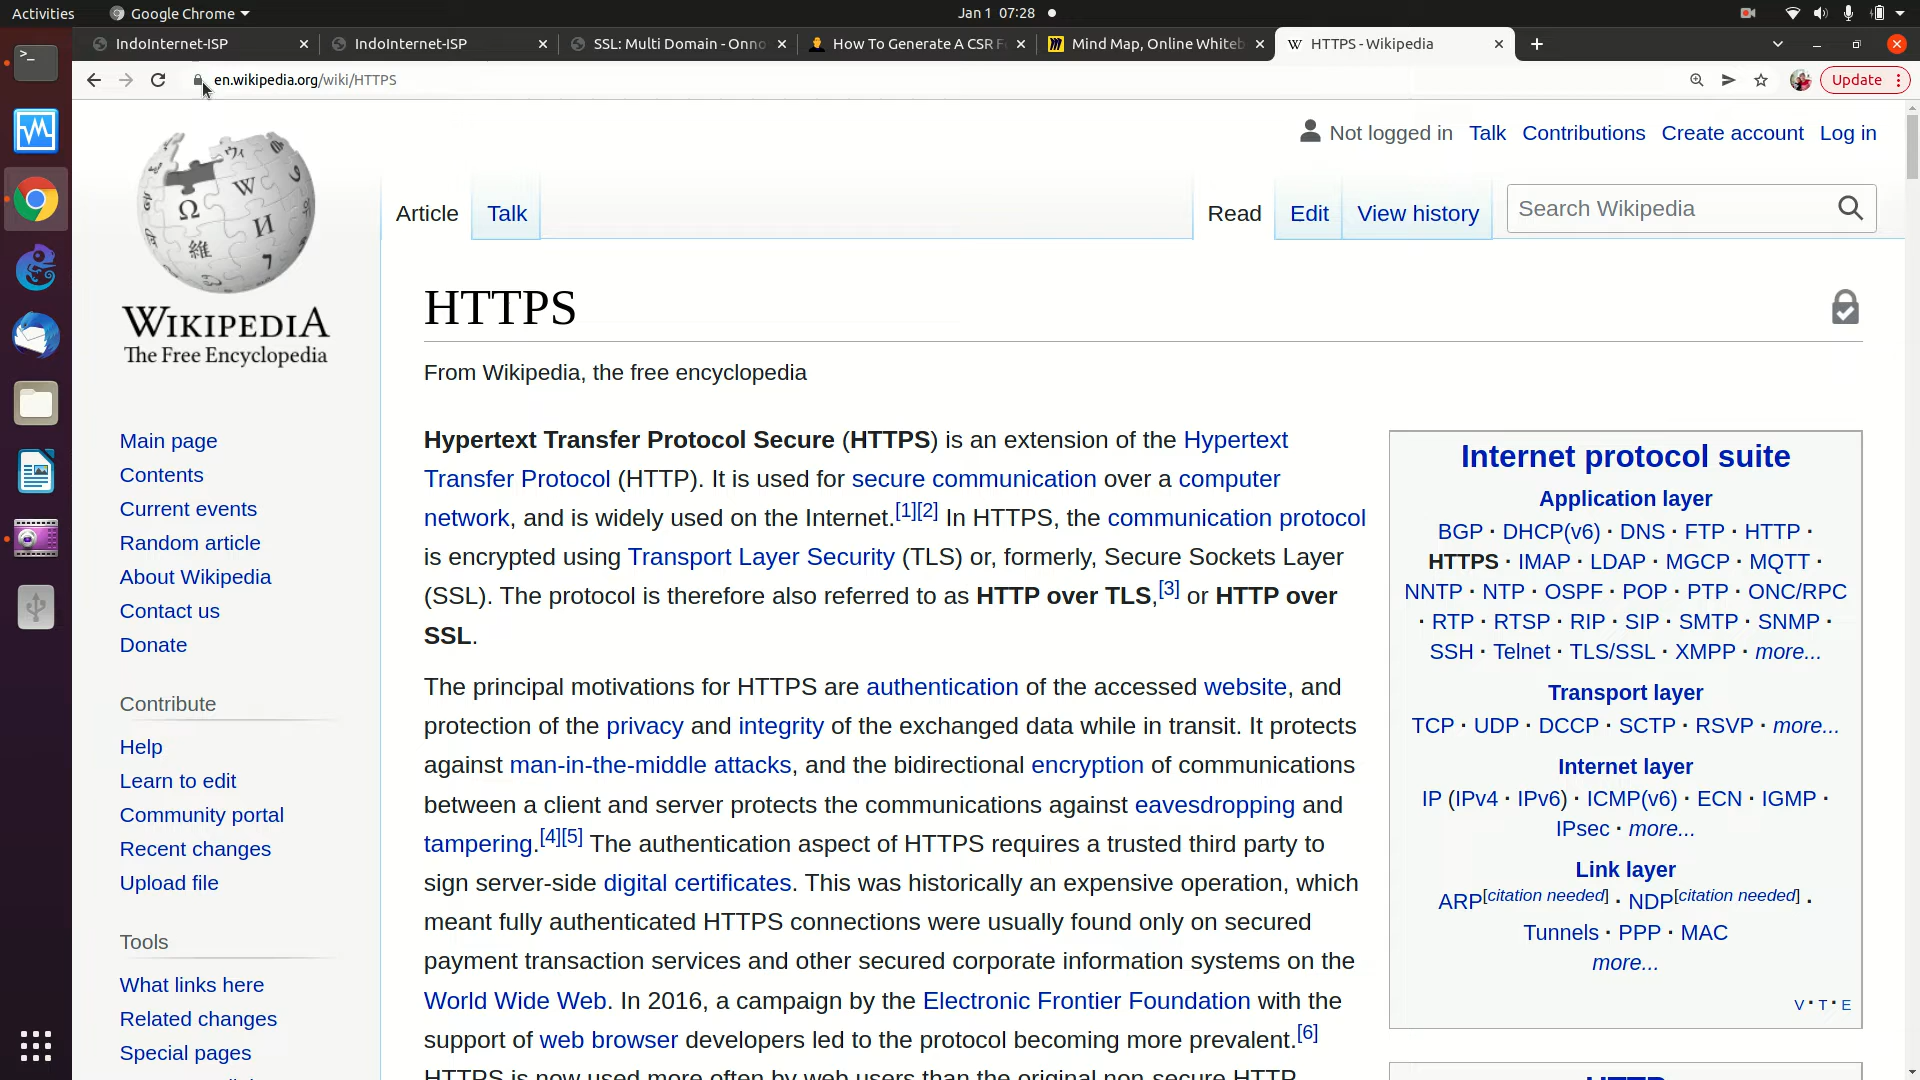 Activities
Google Chrome
Jan 1 07:28
IndoInternet-ISP
IndoInternet-ISP
SSL: Multi Domain - Onno
How To Generate A CSR F
Mind Map, Online Whiteb
HTTPS - Wikipedia
en.wikipedia.org/wiki/HTTPS
Update
Not logged in Talk Contributions Create account Log in
Article Talk
Read Edit View history
Search Wikipedia
WIKIPEDIA
The Free Encyclopedia
Main page
Contents
Current events
Random article
About Wikipedia
Contact us
Donate
Contribute
Help
Learn to edit
Community portal
Recent changes
Upload file
Tools
What links here
Related changes
Special pages
HTTPS
From Wikipedia, the free encyclopedia
Hypertext Transfer Protocol Secure (HTTPS) is an extension of the Hypertext
Transfer Protocol (HTTP). It is used for secure communication over a computer
network, and is widely used on the Internet.[1][2] In HTTPS, the communication protocol
is encrypted using Transport Layer Security (TLS) or, formerly, Secure Sockets Layer
(SSL). The protocol is therefore also referred to as HTTP over TLS,[3] or HTTP over
SSL.
The principal motivations for HTTPS are authentication of the accessed website, and
protection of the privacy and integrity of the exchanged data while in transit. It protects
against man-in-the-middle attacks, and the bidirectional encryption of communications
between a client and server protects the communications against eavesdropping and
tampering.[4][5] The authentication aspect of HTTPS requires a trusted third party to
sign server-side digital certificates. This was historically an expensive operation, which
meant fully authenticated HTTPS connections were usually found only on secured
payment transaction services and other secured corporate information systems on the
World Wide Web. In 2016, a campaign by the Electronic Frontier Foundation with the
support of web browser developers led to the protocol becoming more prevalent.[6]
HTTPS is now used more often by web users than the original non-secure HTTP
Internet protocol suite
Application layer
BGP · DHCP(v6) · DNS · FTP · HTTP ·
HTTPS · IMAP · LDAP · MGCP · MQTT ·
NNTP · NTP · OSPF · POP · PTP · ONC/RPC
· RTP · RTSP · RIP · SIP · SMTP · SNMP ·
SSH · Telnet · TLS/SSL · XMPP · more...
Transport layer
TCP · UDP · DCCP · SCTP · RSVP · more...
Internet layer
IP (IPv4 · IPv6) · ICMP(v6) · ECN · IGMP ·
IPsec · more...
Link layer
ARP[citation needed] · NDP[citation needed] ·
Tunnels · PPP · MAC
more...
V · T · E
HTTP